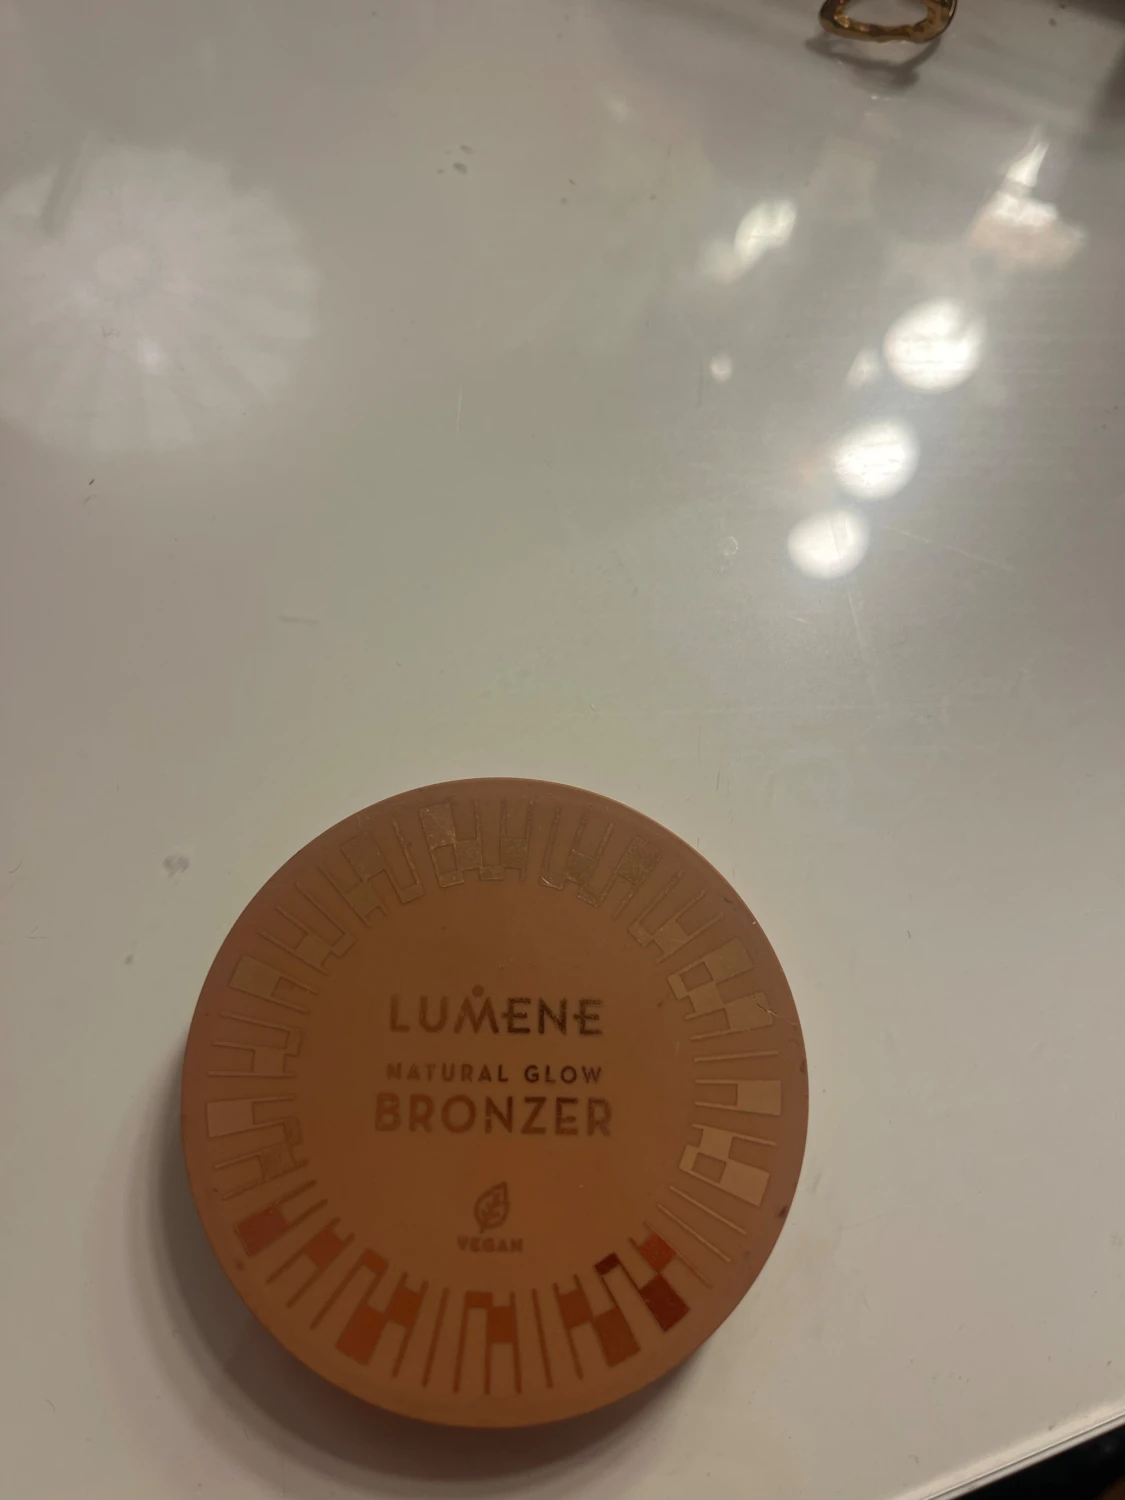 LUMENE
NATURAL GLOW
BRONZER
VEGAN